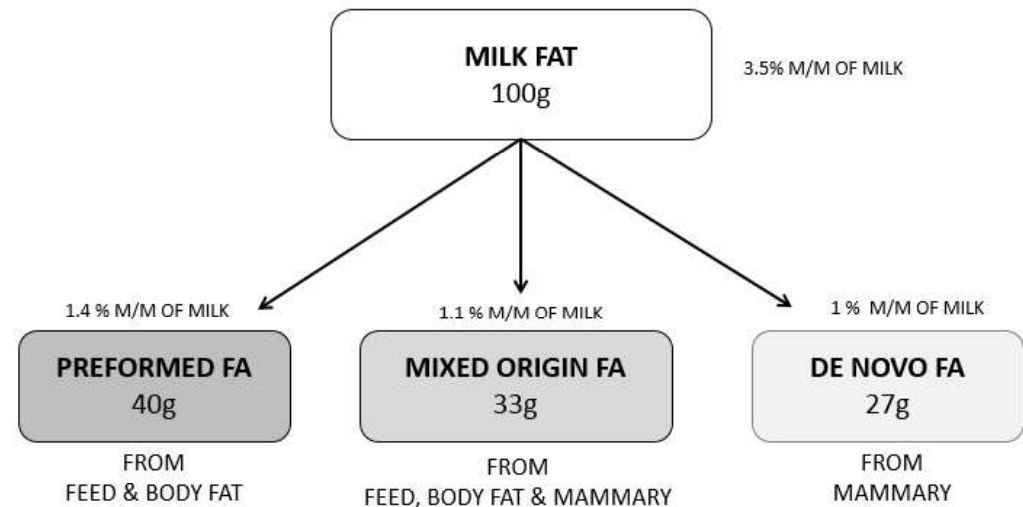 MILK FAT
100g
3.5% M/M OF MILK
1.4 % M/M OF MILK
1.1 % M/M OF MILK
1 % M/M OF MILK
PREFORMED FA
40g
MIXED ORIGIN FA
33g
DE NOVO FA
27g
FROM
FEED & BODY FAT
FROM
FEED, BODY FAT & MAMMARY
FROM
MAMMARY